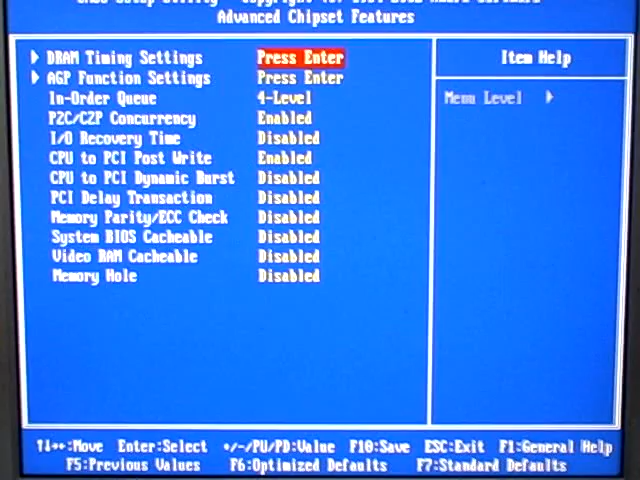 Advanced Chipset Features
DRAM Timing Settings Press Enter
AGP Function Settings Press Enter
In-Order Queue 4-Level
P2C/C2P Concurrency Enabled
I/O Recovery Time Disabled
CPU to PCI Post Write Enabled
CPU to PCI Dynamic Burst Disabled
PCI Delay Transaction Disabled
Memory Parity/ECC Check Disabled
System BIOS Cacheable Disabled
Video RAM Cacheable Disabled
Memory Hole Disabled
Item Help
Menu Level
↑↓→←:Move Enter:Select +/-/PU/PD:Value F10:Save ESC:Exit F1:General Help
F5:Previous Values F6:Optimized Defaults F7:Standard Defaults